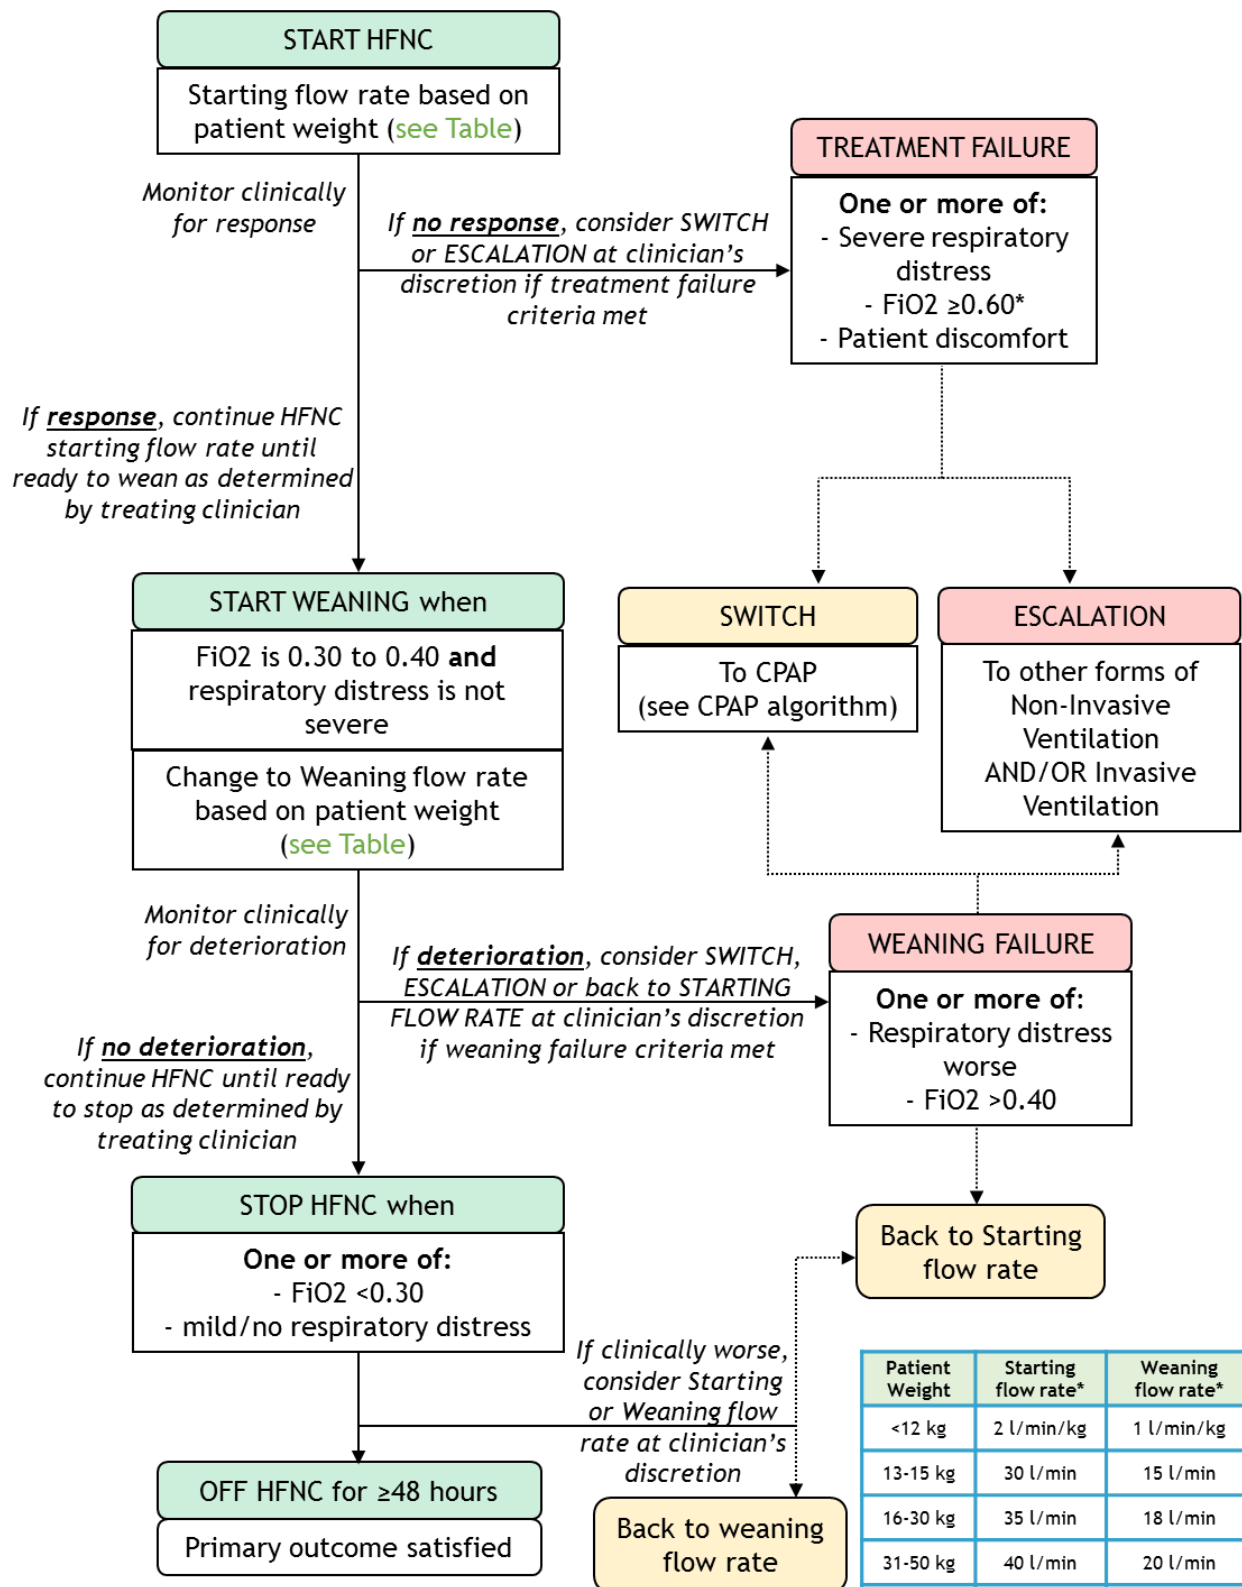 START HFNC
Starting flow rate based on
patient weight (see Table)
Monitor clinically
for response
If no response, consider SWITCH
or ESCALATION at clinician's
discretion if treatment failure
criteria met
TREATMENT FAILURE
One or more of:
- Severe respiratory
distress
- FiO2 ≥0.60*
- Patient discomfort
If response, continue HFNC
starting flow rate until
ready to wean as determined
by treating clinician
START WEANING when
FiO2 is 0.30 to 0.40 and
respiratory distress is not
severe
Change to Weaning flow rate
based on patient weight
(see Table)
SWITCH
To CPAP
(see CPAP algorithm)
ESCALATION
To other forms of
Non-Invasive
Ventilation
AND/OR Invasive
Ventilation
Monitor clinically
for deterioration
If deterioration, consider SWITCH,
ESCALATION or back to STARTING
FLOW RATE at clinician's discretion
if weaning failure criteria met
WEANING FAILURE
One or more of:
- Respiratory distress
worse
- FiO2 >0.40
If no deterioration,
continue HFNC until ready
to stop as determined by
treating clinician
STOP HFNC when
One or more of:
- FiO2 <0.30
- mild/no respiratory distress
Back to Starting
flow rate
If clinically worse,
consider Starting
or Weaning flow
rate at clinician's
discretion
OFF HFNC for ≥48 hours
Primary outcome satisfied
Back to weaning
flow rate
Patient Starting Weaning
Weight flow rate* flow rate*
<12 kg 2 l/min/kg 1 l/min/kg
13-15 kg 30 l/min 15 l/min
16-30 kg 35 l/min 18 l/min
31-50 kg 40 l/min 20 l/min